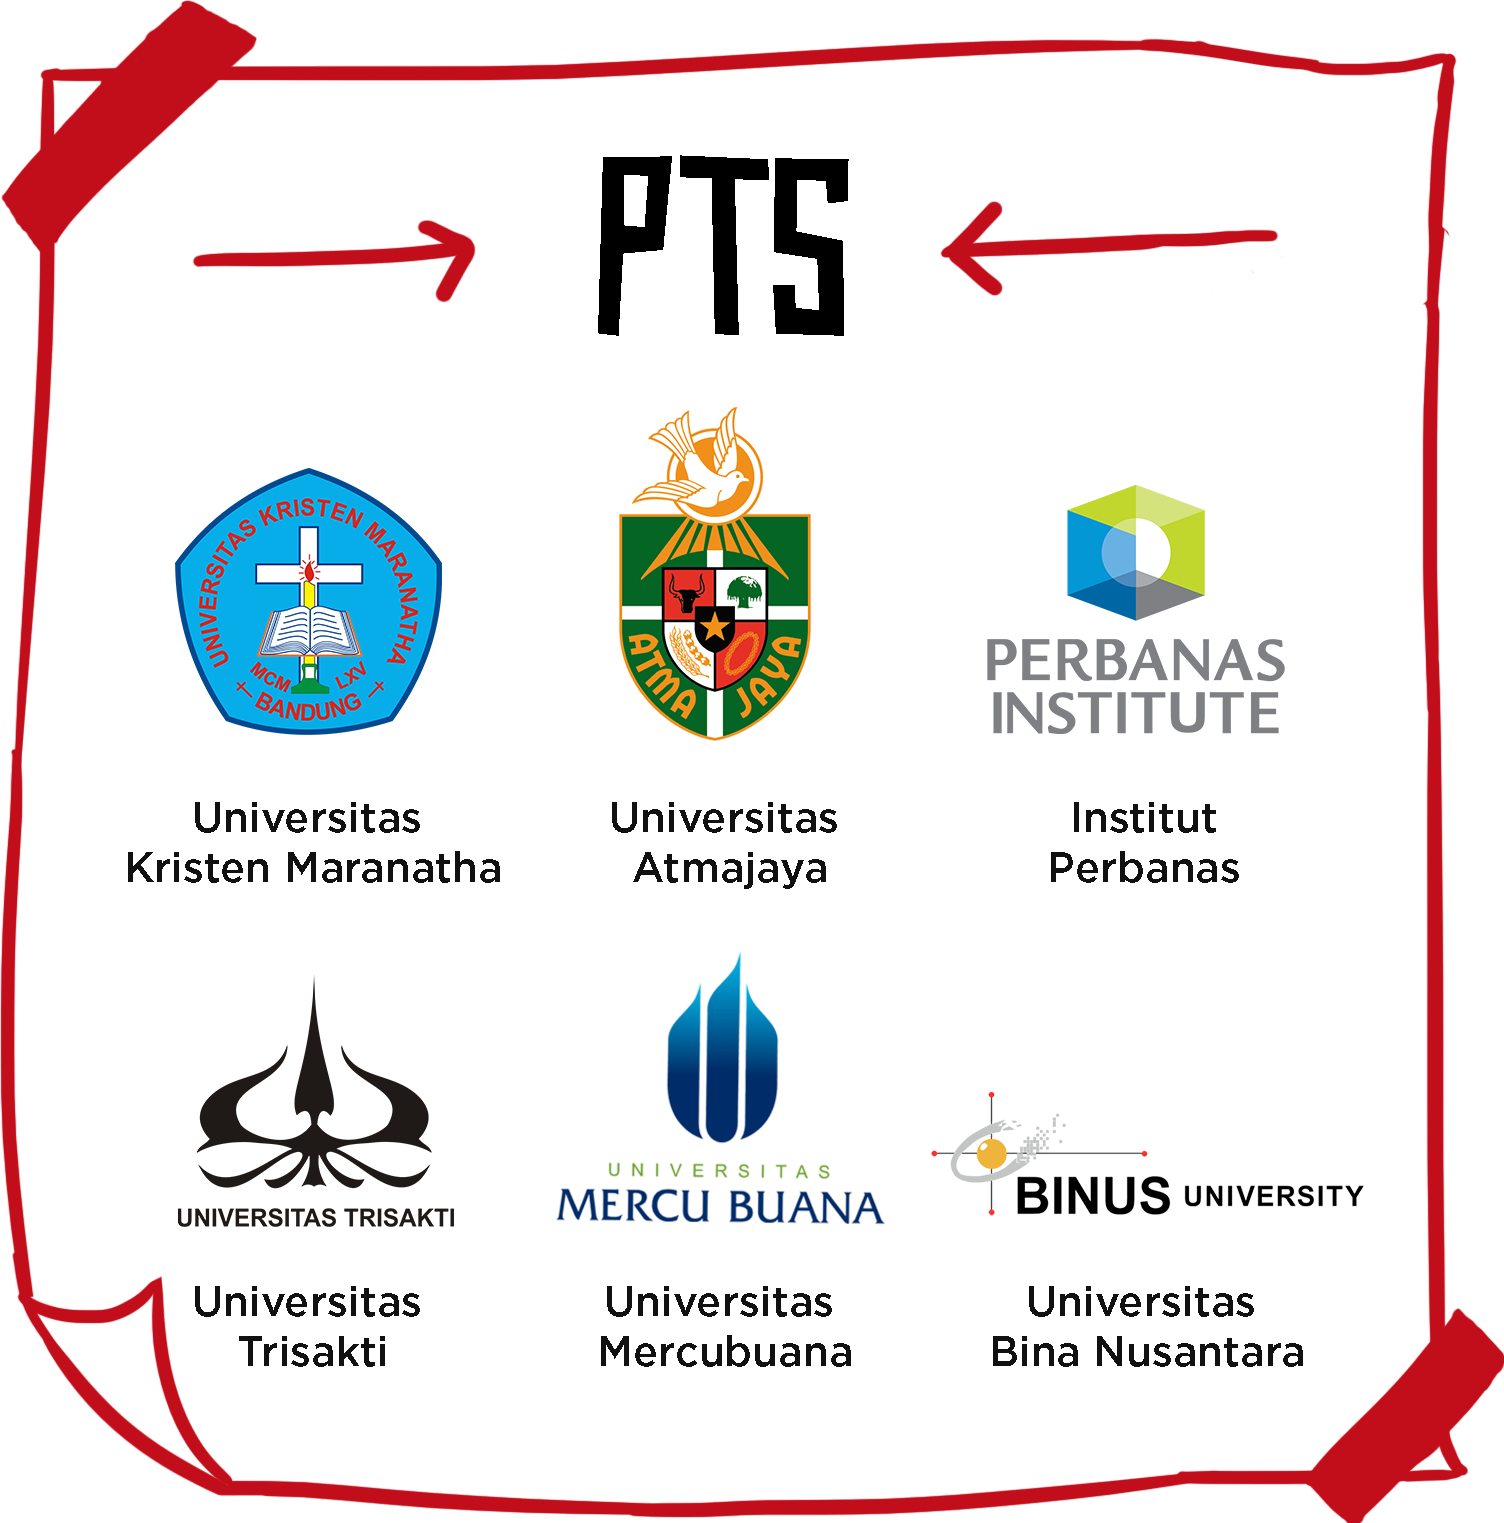 PTS
UNIVERSITAS KRISTEN MARANATHA
MCM LXV
BANDUNG
ATMA JAYA
PERBANAS
INSTITUTE
Universitas
Kristen Maranatha
Universitas
Atmajaya
Institut
Perbanas
UNIVERSITAS TRISAKTI
UNIVERSITAS
MERCU BUANA
BINUS UNIVERSITY
Universitas
Trisakti
Universitas
Mercubuana
Universitas
Bina Nusantara